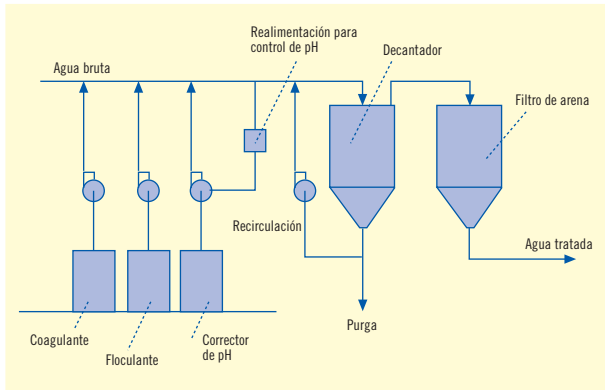 Realimentación para
control de pH
Decantador
Agua bruta
Filtro de arena
Recirculación
Agua tratada
Purga
Coagulante
Floculante
Corrector
de pH